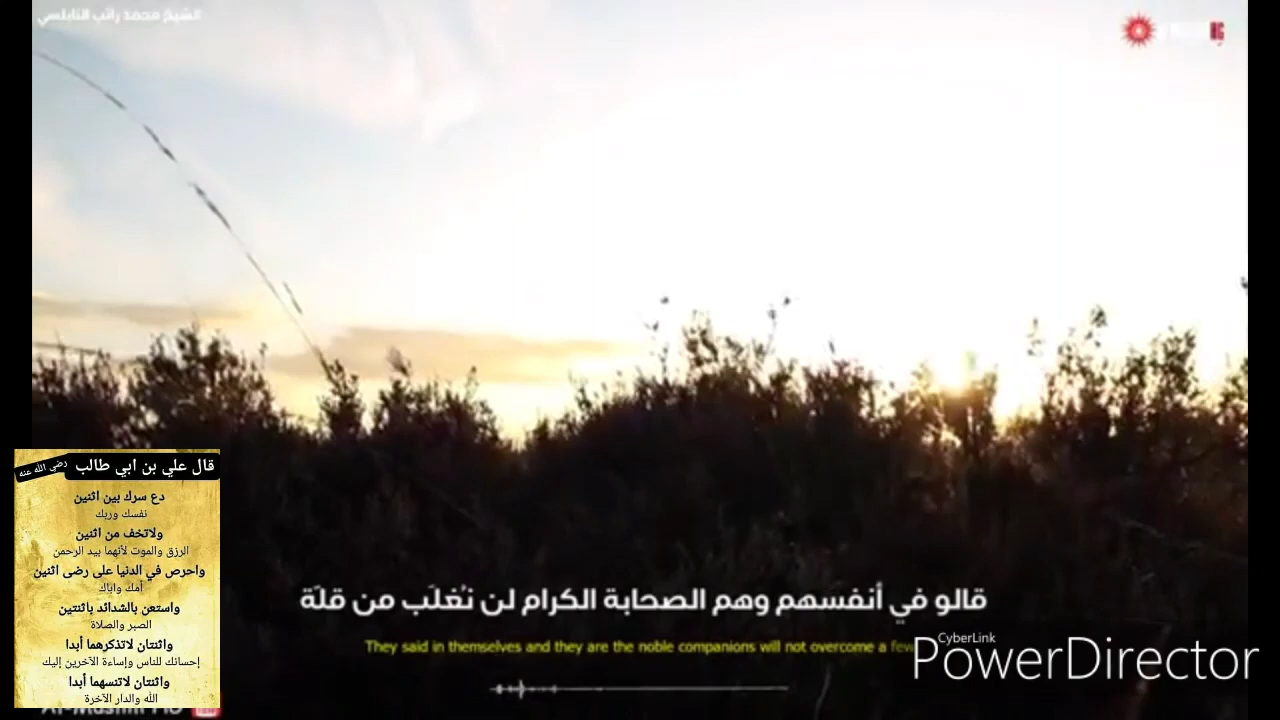 الشيخ محمد راتب النابلسي
قال علي بن ابي طالب رضي الله عنه
دع سرك بين اثنين
نفسك وربك
ولاتخف من اثنين
الرزق والموت لأنهما بيد الرحمن
واحرص في الدنيا على رضى اثنين
أمك واباك
واستعن بالشدائد باثنتين
الصبر والصلاة
واثنتان لاتذكرهما أبدا
إحسانك للناس وإساءة الآخرين إليك
واثنتان لاتنسهما أبدا
الله والدار الآخرة
قالو في أنفسهم وهم الصحابة الكرام لن نُغلَب من قلّة
They said in themselves and they are the noble companions will not overcome a few
CyberLink
PowerDirector